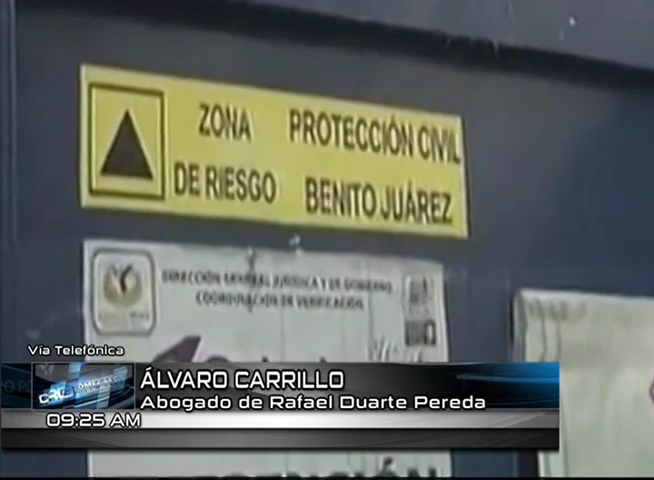 ZONA PROTECCIÓN CIVIL
DE RIESGO BENITO JUÁREZ
DIRECCIÓN GENERAL JURÍDICA Y DE GOBIERNO
COORDINACIÓN DE VERIFICACIÓN
Vía Telefónica
ÁLVARO CARRILLO
Abogado de Rafael Duarte Pereda
09:25 AM